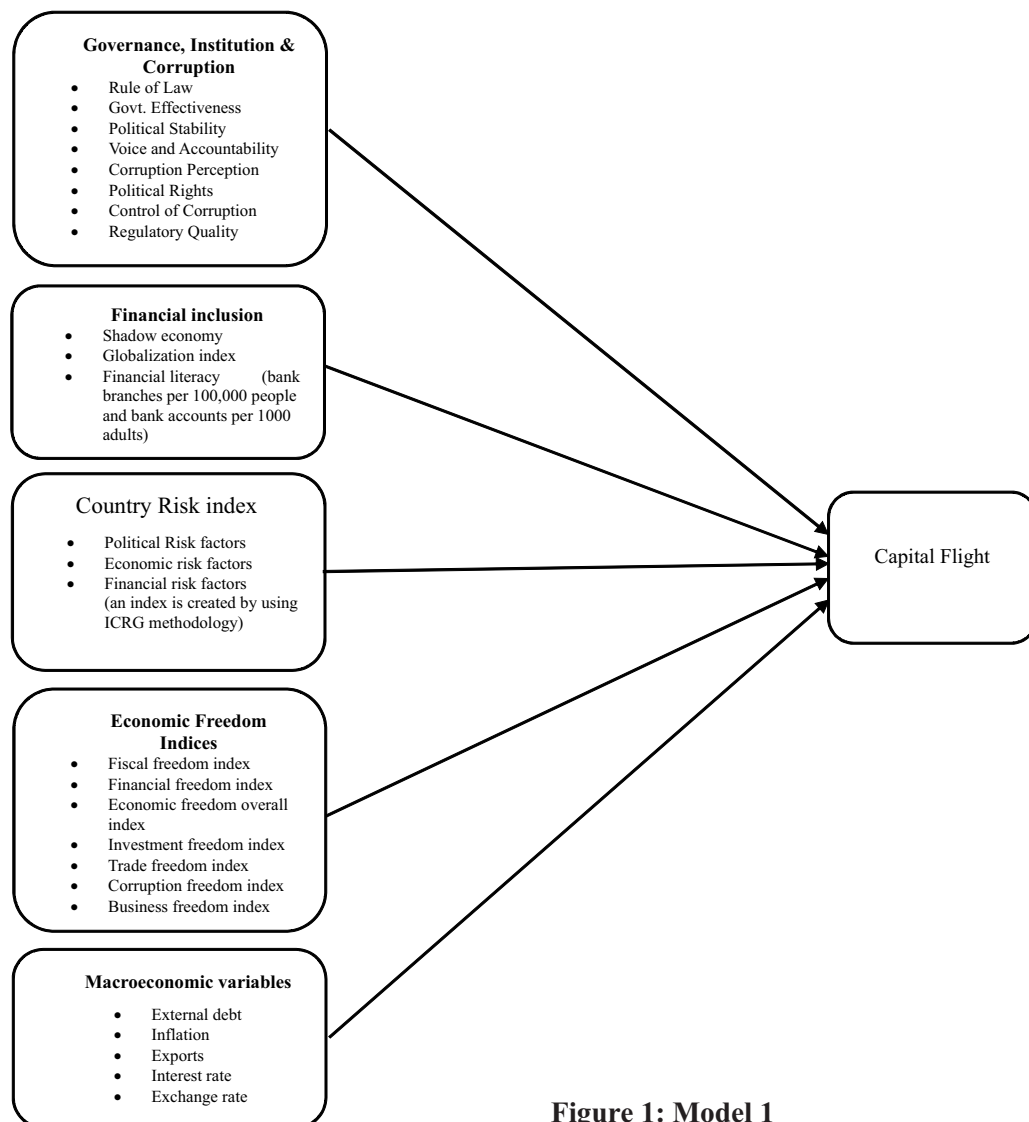 Governance, Institution &
Corruption
• Rule of Law
• Govt. Effectiveness
• Political Stability
• Voice and Accountability
• Corruption Perception
• Political Rights
• Control of Corruption
• Regulatory Quality
Financial inclusion
• Shadow economy
• Globalization index
• Financial literacy (bank
branches per 100,000 people
and bank accounts per 1000
adults)
Country Risk index
• Political Risk factors
• Economic risk factors
• Financial risk factors
(an index is created by using
ICRG methodology)
Capital Flight
Economic Freedom
Indices
• Fiscal freedom index
• Financial freedom index
• Economic freedom overall
index
• Investment freedom index
• Trade freedom index
• Corruption freedom index
• Business freedom index
Macroeconomic variables
• External debt
• Inflation
• Exports
• Interest rate
• Exchange rate
Figure 1: Model 1